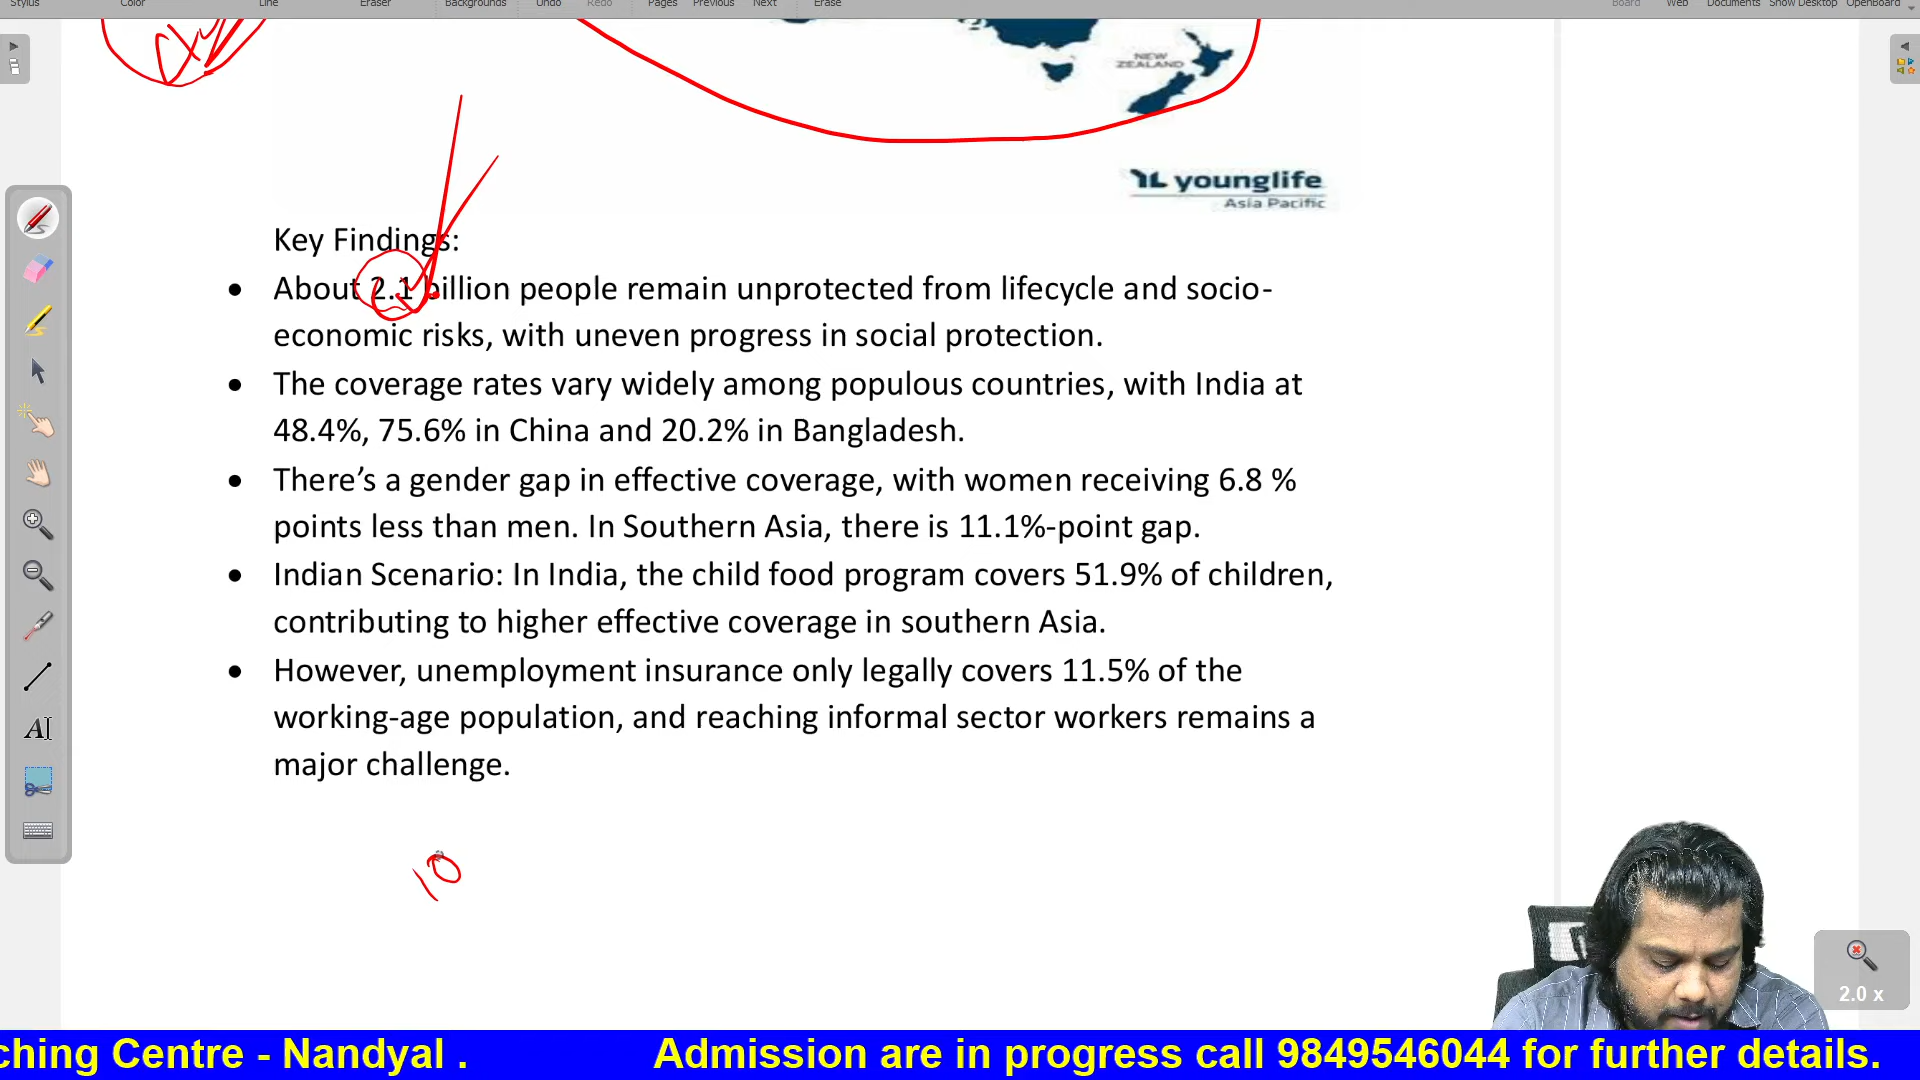 Stylus Color Line Eraser Backgrounds Undo Redo Pages Previous Next Erase Board Web Documents Show Desktop OpenBoard
NEW
ZEALAND
younglife
Asia Pacific
Key Findings:
• About 2.1 billion people remain unprotected from lifecycle and socio-
economic risks, with uneven progress in social protection.
• The coverage rates vary widely among populous countries, with India at
48.4%, 75.6% in China and 20.2% in Bangladesh.
• There’s a gender gap in effective coverage, with women receiving 6.8 %
points less than men. In Southern Asia, there is 11.1%-point gap.
• Indian Scenario: In India, the child food program covers 51.9% of children,
contributing to higher effective coverage in southern Asia.
• However, unemployment insurance only legally covers 11.5% of the
working-age population, and reaching informal sector workers remains a
major challenge.
10
2.0 x
ching Centre - Nandyal . Admission are in progress call 9849546044 for further details.